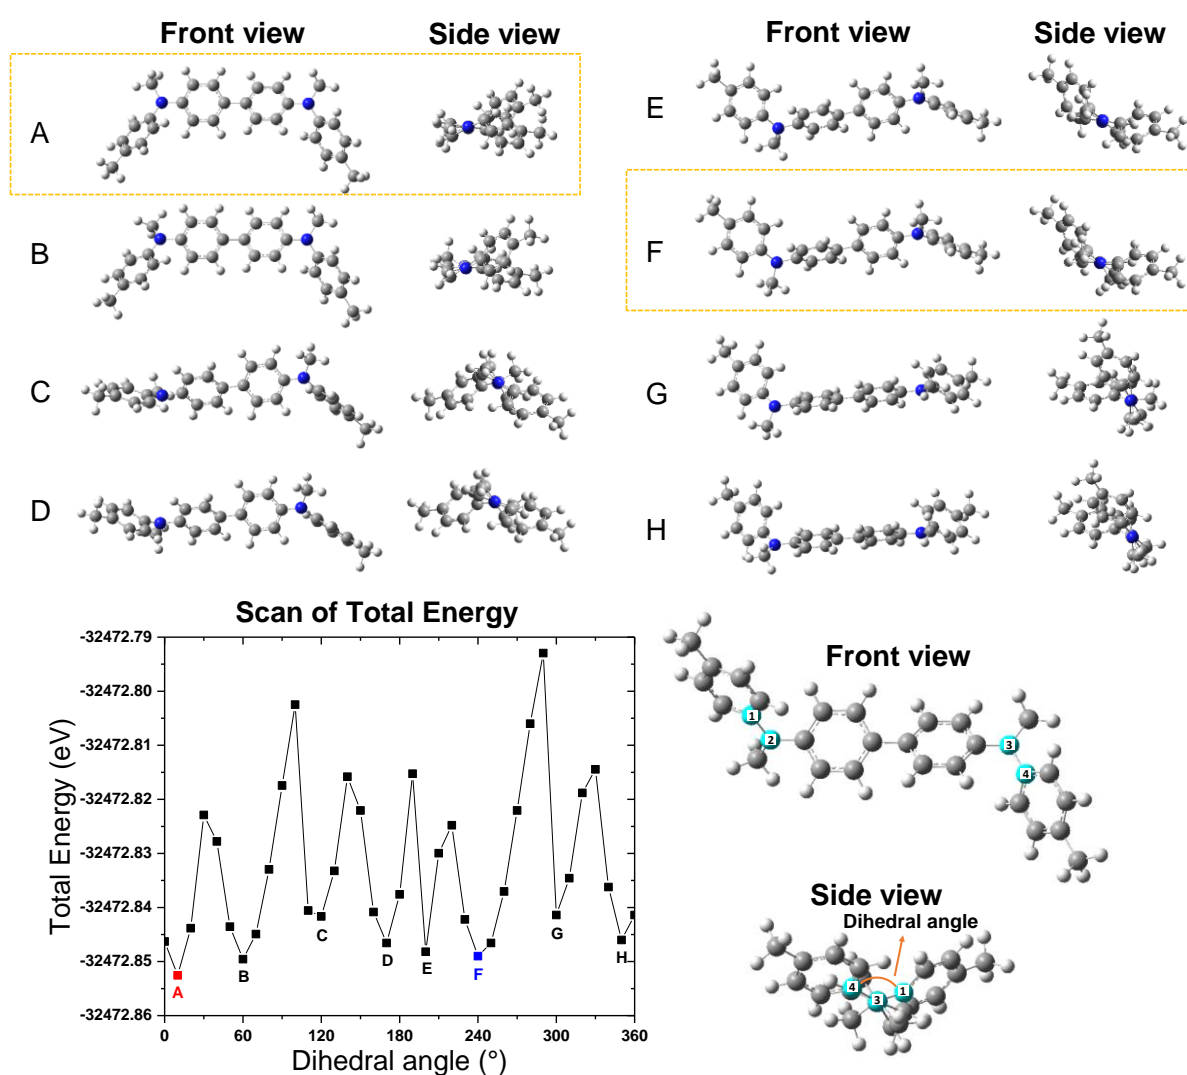 Front view
Side view
A
B
C
D
Front view
Side view
E
F
G
H
Scan of Total Energy
Total Energy (eV)
-32472.79
-32472.80
-32472.81
-32472.82
-32472.83
-32472.84
-32472.85
-32472.86
A
B
C
D
E
F
G
H
0
60
120
180
240
300
360
Dihedral angle (°)
Front view
1
2
3
4
Side view
Dihedral angle
4
3
1